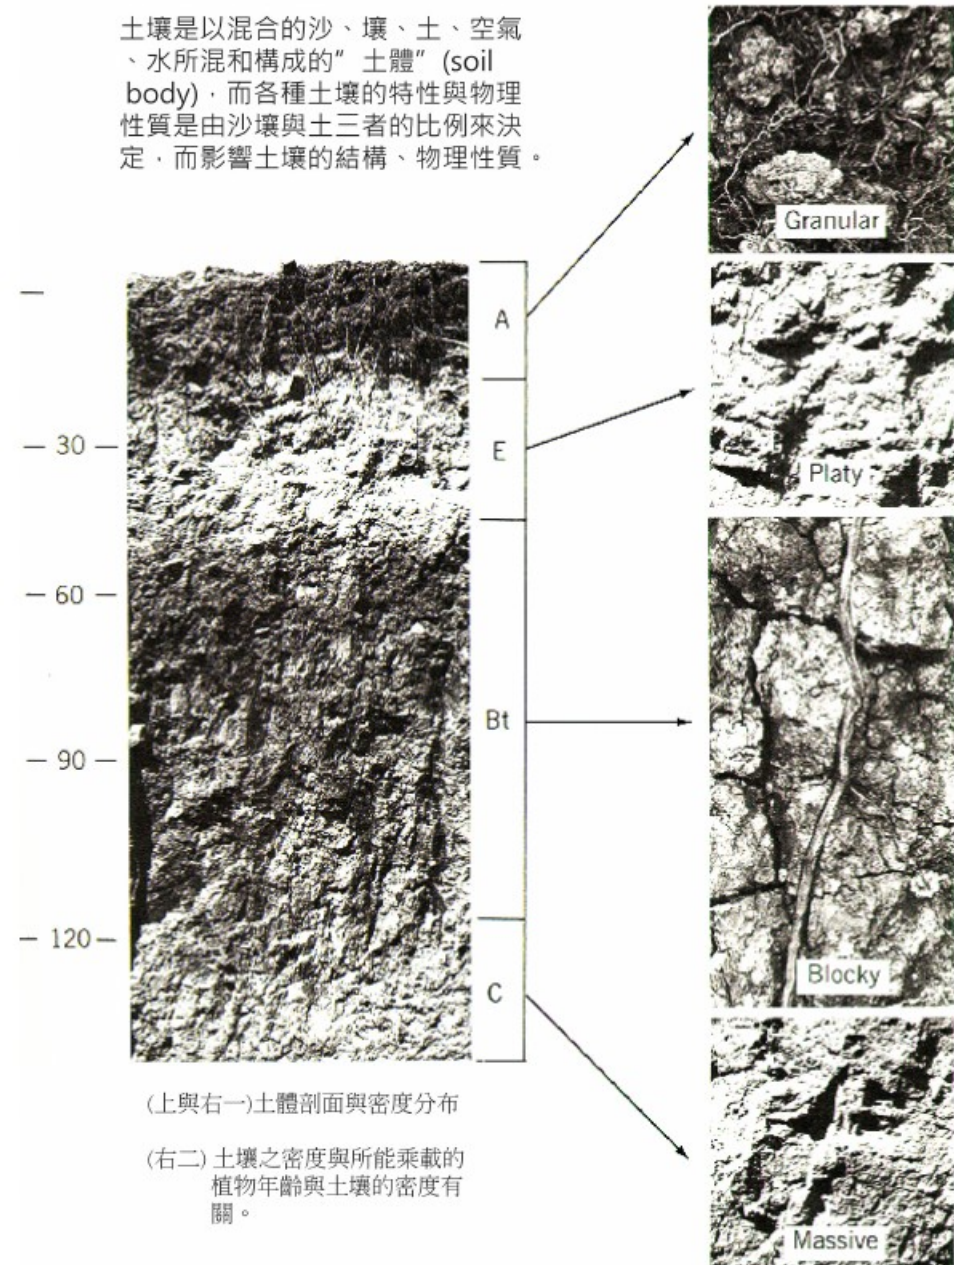 土壤是以混合的沙、壤、土、空氣
、水所混和構成的”土體”(soil
body)，而各種土壤的特性與物理
性質是由沙壤與土三者的比例來決
定，而影響土壤的結構、物理性質。
Granular
A
Platy
30
E
60
Bt
90
Blocky
120
C
(上與右一)土體剖面與密度分布
(右二) 土壤之密度與所能乘載的
植物年齡與土壤的密度有
關。
Massive